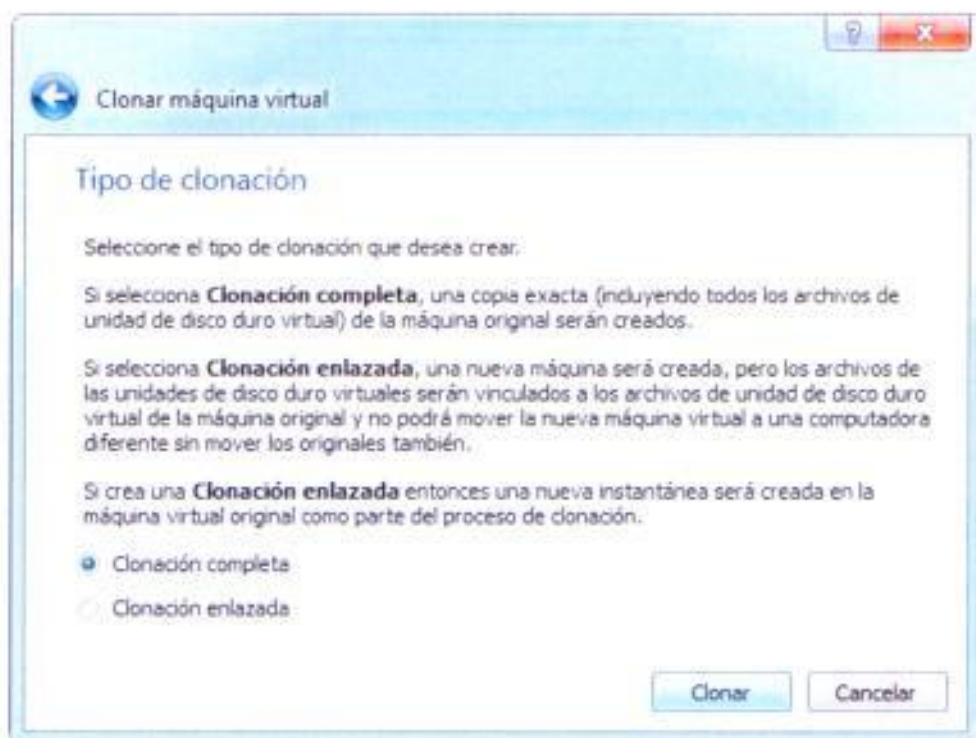 Clonar máquina virtual
Tipo de clonación
Seleccione el tipo de clonación que desea crear.
Si selecciona Clonación completa, una copia exacta (incluyendo todos los archivos de
unidad de disco duro virtual) de la máquina original serán creados.
Si selecciona Clonación enlazada, una nueva máquina será creada, pero los archivos de
las unidades de disco duro virtuales serán vinculados a los archivos de unidad de disco duro
virtual de la máquina original y no podrá mover la nueva máquina virtual a una computadora
diferente sin mover los originales también.
Si crea una Clonación enlazada entonces una nueva instantánea será creada en la
máquina virtual original como parte del proceso de clonación.
Clonación completa
Clonación enlazada
Clonar Cancelar